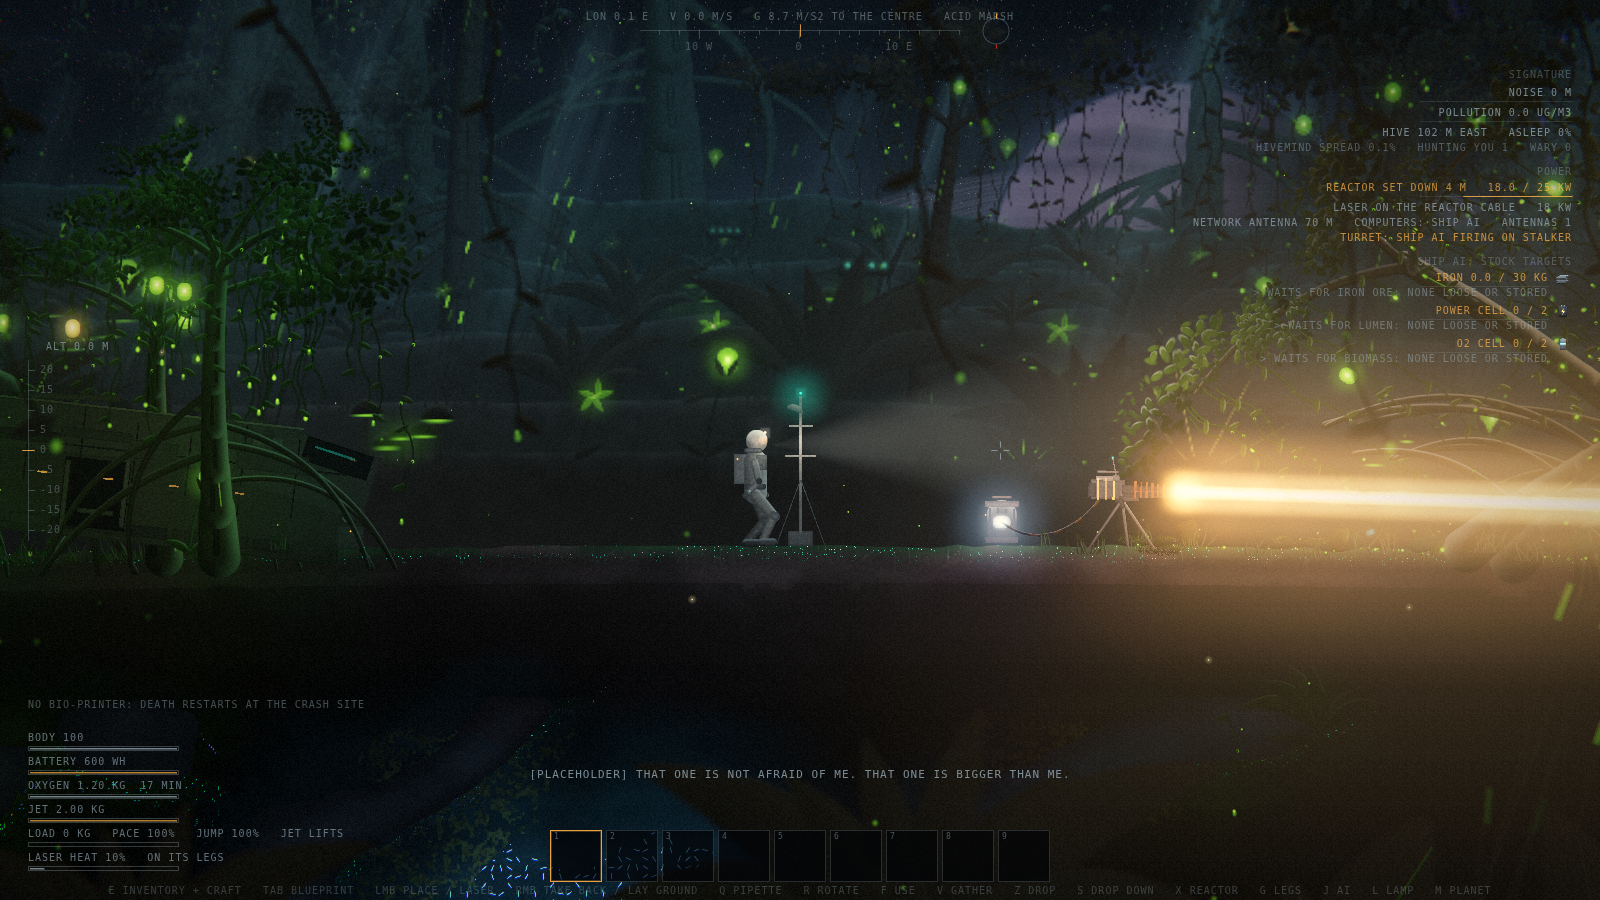 LON 0.1 E V 0.0 M/S G 8.7 M/S2 TO THE CENTRE ACID MARSH
10 W 0 10 E
SIGNATURE
NOISE 0 M
POLLUTION 0.0 UG/M3
HIVE 102 M EAST ASLEEP 0%
HIVEMIND SPREAD 0.1% HUNTING YOU 1 WARY 0
POWER
REACTOR SET DOWN 4 M 18.0 / 25 KW
LASER ON THE REACTOR CABLE 18 KW
NETWORK ANTENNA 70 M COMPUTERS: SHIP AI ANTENNAS 1
TURRET: SHIP AI FIRING ON STALKER
SHIP AI: STOCK TARGETS
IRON 0.0 / 30 KG
> WAITS FOR IRON ORE: NONE LOOSE OR STORED
POWER CELL 0 / 2
> WAITS FOR LUMEN: NONE LOOSE OR STORED
O2 CELL 0 / 2
> WAITS FOR BIOMASS: NONE LOOSE OR STORED
ALT 0.0 M
20
15
10
5
0
-5
-10
-15
-20
NO BIO-PRINTER: DEATH RESTARTS AT THE CRASH SITE
BODY 100
BATTERY 600 WH
OXYGEN 1.20 KG 17 MIN
JET 2.00 KG
LOAD 0 KG PACE 100% JUMP 100% JET LIFTS
LASER HEAT 10% ON ITS LEGS
[PLACEHOLDER] THAT ONE IS NOT AFRAID OF ME. THAT ONE IS BIGGER THAN ME.
1 2 3 4 5 6 7 8 9
E INVENTORY + CRAFT TAB BLUEPRINT LMB PLACE / LASER RMB TAKE BACK / LAY GROUND Q PIPETTE R ROTATE F USE V GATHER Z DROP S DROP DOWN X REACTOR G LEGS J AI L LAMP M PLANET